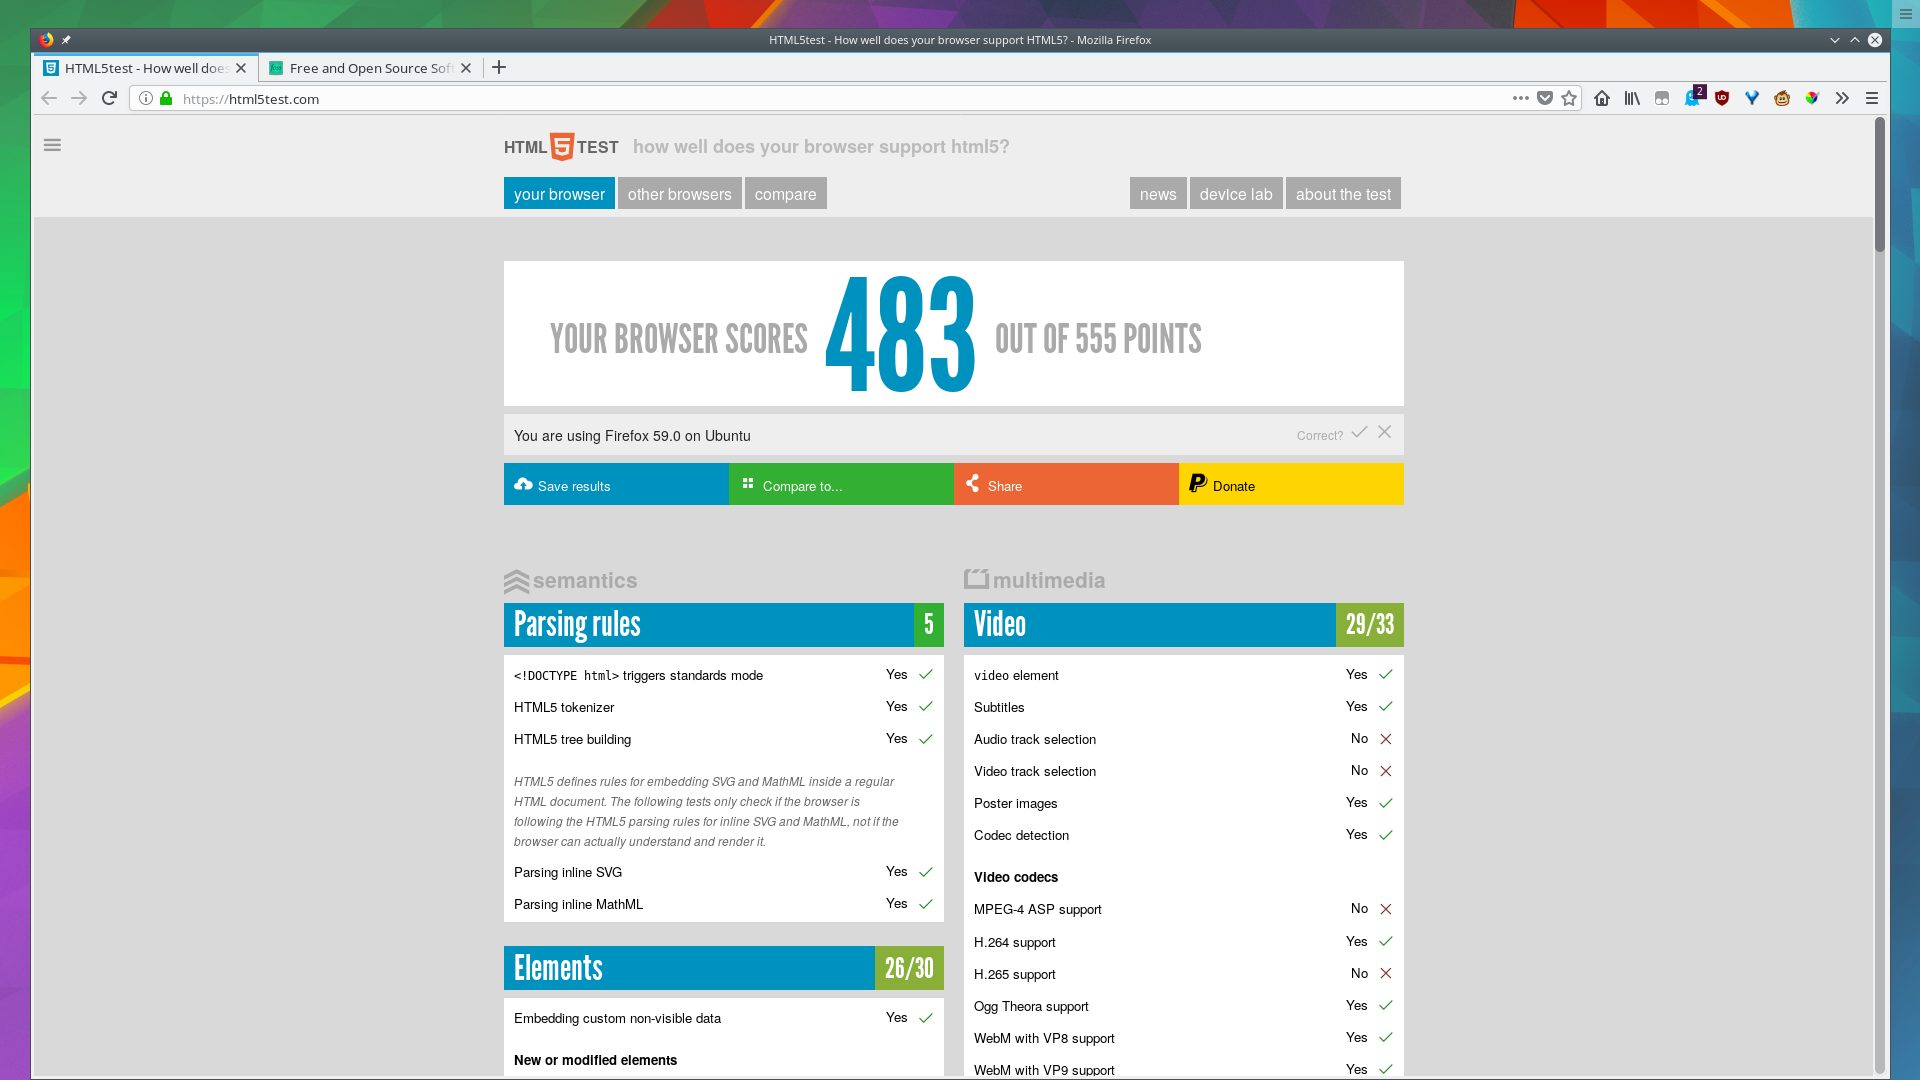 HTML5test - How well does your browser support HTML5? - Mozilla Firefox
HTML5test - How well does
Free and Open Source Soft
https://html5test.com
2
HTML 5 TEST how well does your browser support html5?
your browser other browsers compare news device lab about the test
YOUR BROWSER SCORES 483 OUT OF 555 POINTS
You are using Firefox 59.0 on Ubuntu Correct?
Save results Compare to... Share Donate
semantics
Parsing rules 5
<!DOCTYPE html> triggers standards mode Yes
HTML5 tokenizer Yes
HTML5 tree building Yes
HTML5 defines rules for embedding SVG and MathML inside a regular
HTML document. The following tests only check if the browser is
following the HTML5 parsing rules for inline SVG and MathML, not if the
browser can actually understand and render it.
Parsing inline SVG Yes
Parsing inline MathML Yes
Elements 26/30
Embedding custom non-visible data Yes
New or modified elements
multimedia
Video 29/33
video element Yes
Subtitles Yes
Audio track selection No
Video track selection No
Poster images Yes
Codec detection Yes
Video codecs
MPEG-4 ASP support No
H.264 support Yes
H.265 support No
Ogg Theora support Yes
WebM with VP8 support Yes
WebM with VP9 support Yes